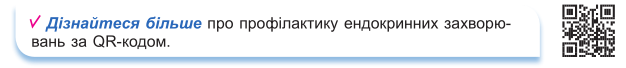 ✓ Дізнайтеся більше про профілактику ендокринних захворю-
вань за QR-кодом.